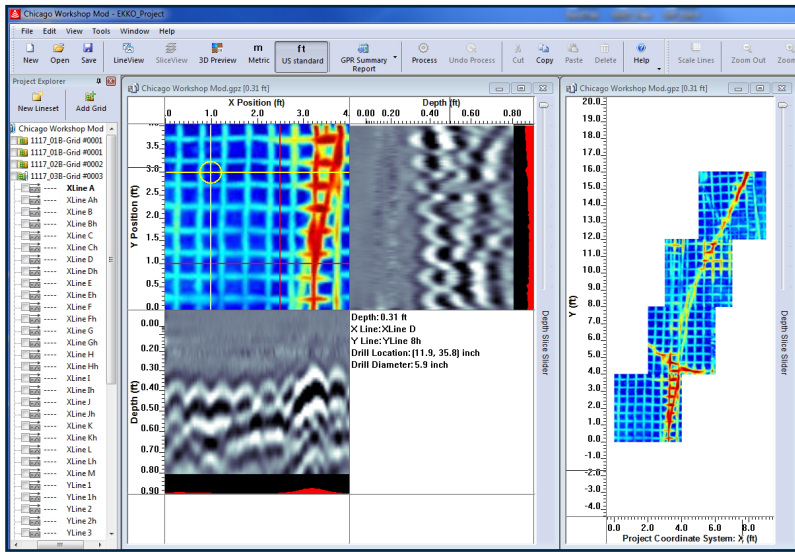 Chicago Workshop Mod - EKKO_Project
File Edit View Tools Window Help
New Open Save LineView SliceView 3D Preview m Metric ft US standard GPR Summary Report Process Undo Process Cut Copy Paste Delete Help Scale Lines Zoom Out Zoom
Project Explorer
New Lineset Add Grid
Chicago Workshop Mod
1117_01B-Grid #0001
1117_01B-Grid #0001
1117_02B-Grid #0002
1117_03B-Grid #0003
XLine A
XLine Ah
XLine B
XLine Bh
XLine C
XLine Ch
XLine D
XLine Dh
XLine E
XLine Eh
XLine F
XLine Fh
XLine G
XLine Gh
XLine H
XLine Hh
XLine I
XLine Ih
XLine J
XLine Jh
XLine K
XLine Kh
XLine L
XLine Lh
XLine M
YLine 1
YLine 1h
YLine 2
YLine 2h
YLine 3
Chicago Workshop Mod.gpz [0.31 ft]
X Position (ft)
0 1.0 2.0 3.0 4.
Depth (ft)
0.00 0.20 0.40 0.60 0.80
Y Position (ft)
3.5
3.0
2.5
2.0
1.5
1.0
0.5
0.0
Depth (ft)
0.00
0.20
0.30
0.40
0.50
0.60
0.70
0.80
0.90
Depth: 0.31 ft
X Line: XLine D
Y Line: YLine 8h
Drill Location: [11.9, 35.8] inch
Drill Diameter: 5.9 inch
Depth Slice Slider
Chicago Workshop Mod.gpz [0.31 ft]
Y (ft)
20.0
19.0
18.0
17.0
16.0
15.0
14.0
13.0
12.0
11.0
10.0
9.0
8.0
7.0
6.0
5.0
4.0
3.0
2.0
1.0
0.0
-1.0
-2.0
-3.0
-4.0
0.0 2.0 4.0 6.0 8.0
Project Coordinate System: X (ft)
Depth Slice Slider